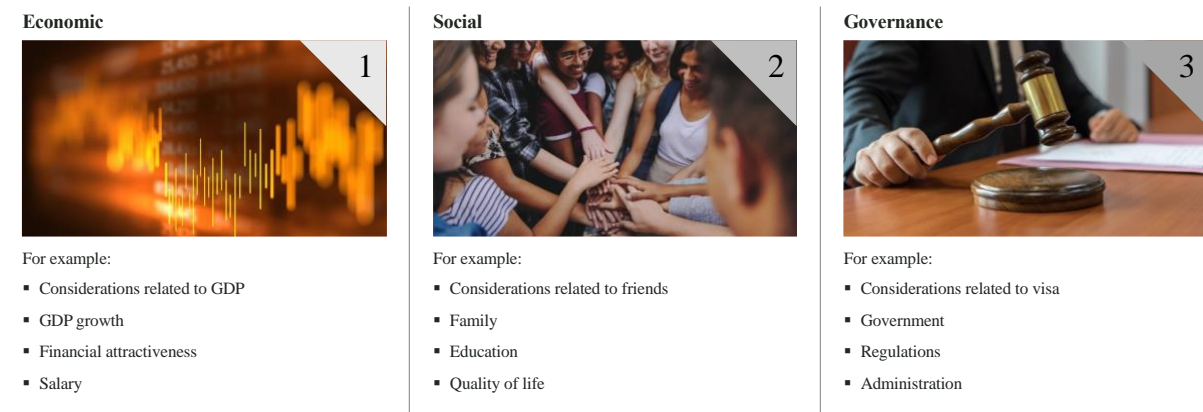 Economic
1
For example:
▪ Considerations related to GDP
▪ GDP growth
▪ Financial attractiveness
▪ Salary
Social
2
For example:
▪ Considerations related to friends
▪ Family
▪ Education
▪ Quality of life
Governance
3
For example:
▪ Considerations related to visa
▪ Government
▪ Regulations
▪ Administration